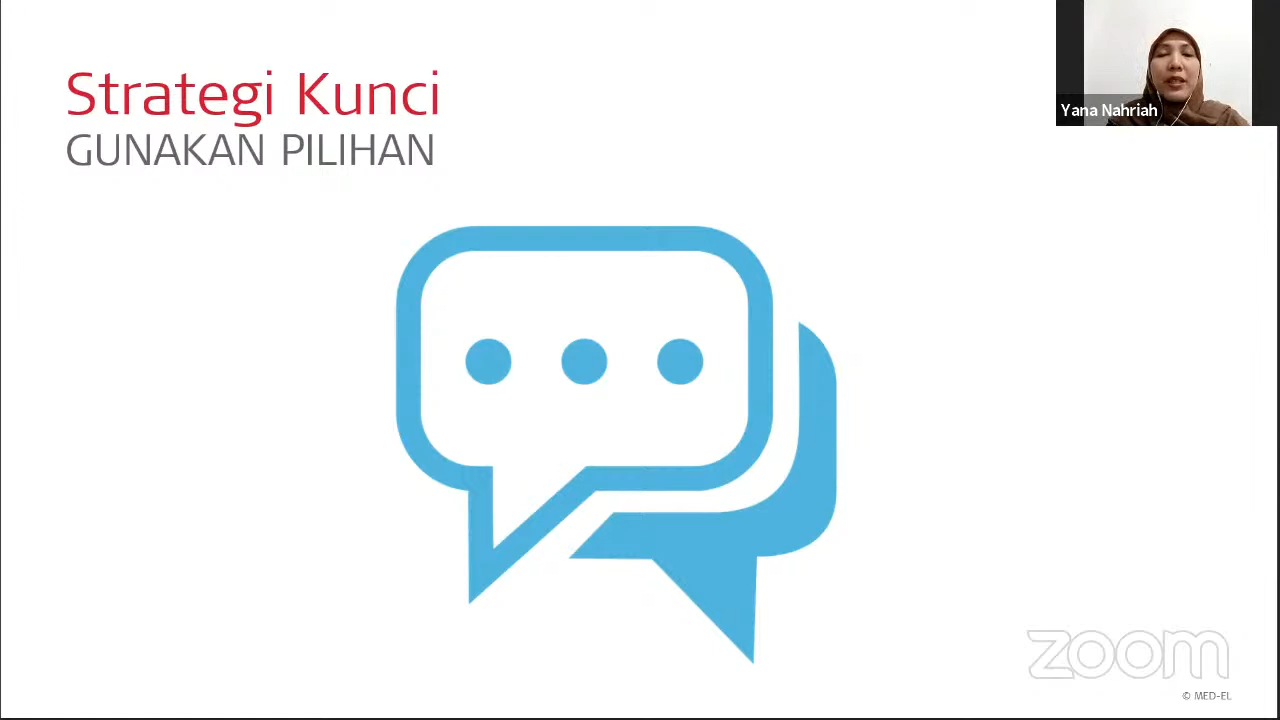 Strategi Kunci
GUNAKAN PILIHAN
Yana Nahriah
zoom
© MED-EL